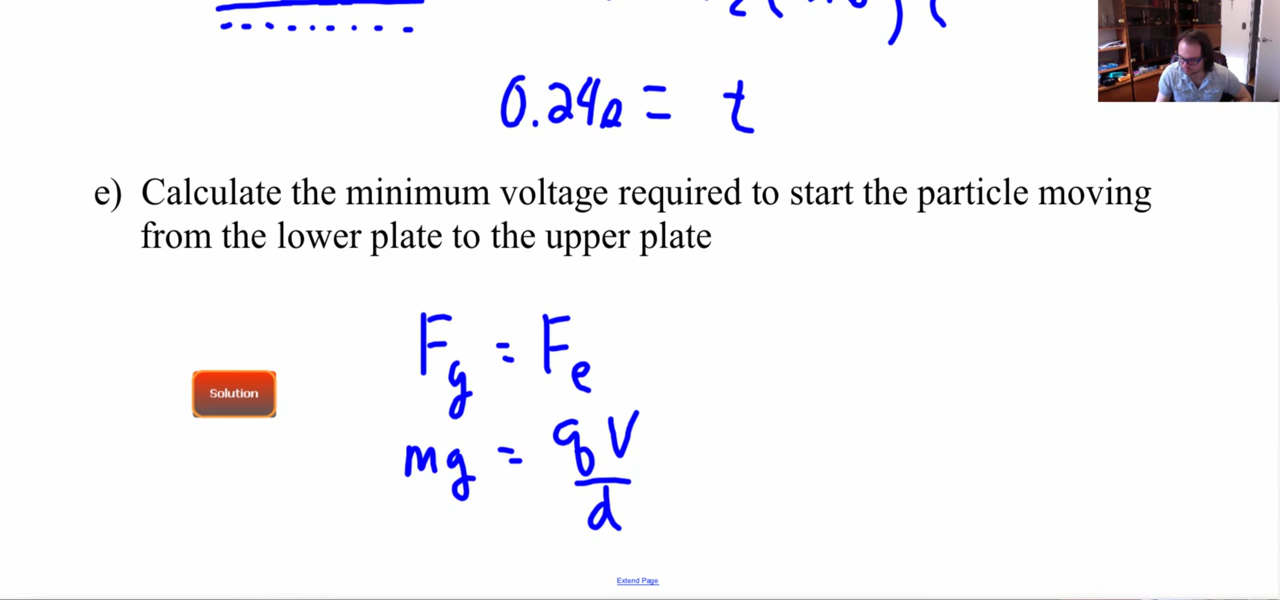 0.24s = t
e) Calculate the minimum voltage required to start the particle moving
from the lower plate to the upper plate
Fg = Fe
Solution
mg = qV/d
Extend Page